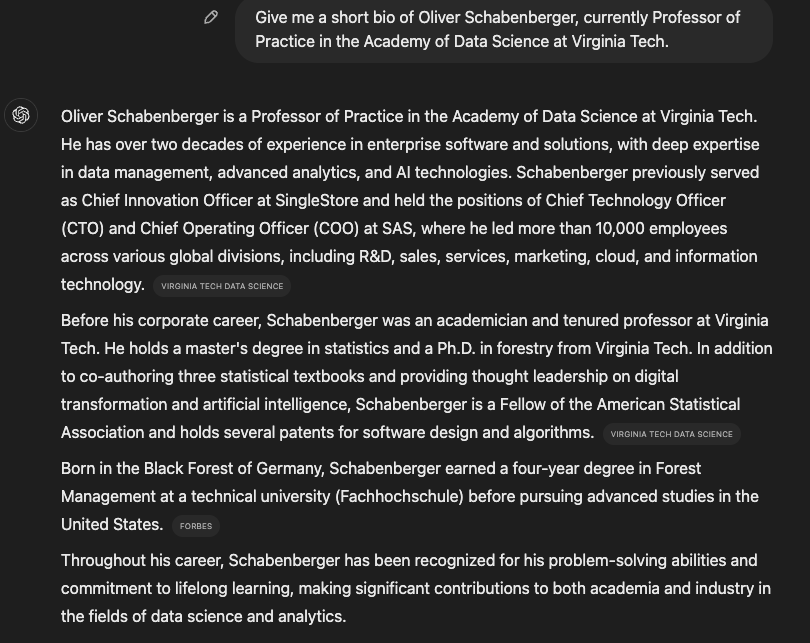 Give me a short bio of Oliver Schabenberger, currently Professor of
Practice in the Academy of Data Science at Virginia Tech.
Oliver Schabenberger is a Professor of Practice in the Academy of Data Science at Virginia Tech.
He has over two decades of experience in enterprise software and solutions, with deep expertise
in data management, advanced analytics, and AI technologies. Schabenberger previously served
as Chief Innovation Officer at SingleStore and held the positions of Chief Technology Officer
(CTO) and Chief Operating Officer (COO) at SAS, where he led more than 10,000 employees
across various global divisions, including R&D, sales, services, marketing, cloud, and information
technology. VIRGINIA TECH DATA SCIENCE
Before his corporate career, Schabenberger was an academician and tenured professor at Virginia
Tech. He holds a master's degree in statistics and a Ph.D. in forestry from Virginia Tech. In addition
to co-authoring three statistical textbooks and providing thought leadership on digital
transformation and artificial intelligence, Schabenberger is a Fellow of the American Statistical
Association and holds several patents for software design and algorithms. VIRGINIA TECH DATA SCIENCE
Born in the Black Forest of Germany, Schabenberger earned a four-year degree in Forest
Management at a technical university (Fachhochschule) before pursuing advanced studies in the
United States. FORBES
Throughout his career, Schabenberger has been recognized for his problem-solving abilities and
commitment to lifelong learning, making significant contributions to both academia and industry in
the fields of data science and analytics.